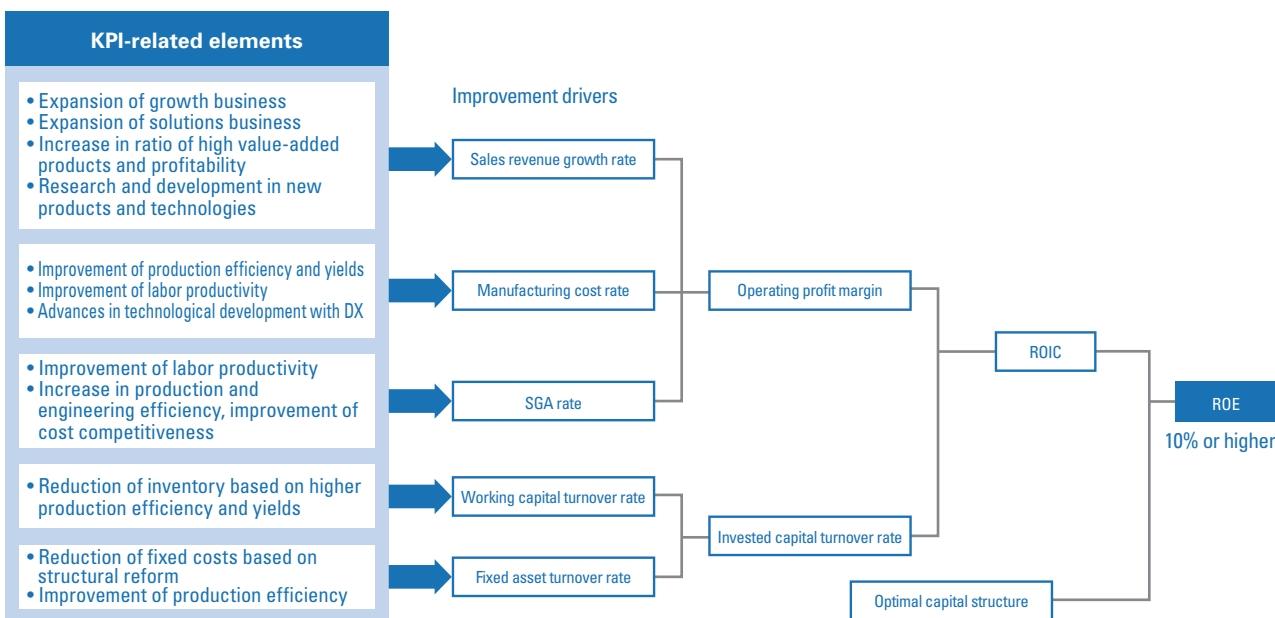 KPI-related elements
• Expansion of growth business
• Expansion of solutions business
• Increase in ratio of high value-added
products and profitability
• Research and development in new
products and technologies
• Improvement of production efficiency and yields
• Improvement of labor productivity
• Advances in technological development with DX
• Improvement of labor productivity
• Increase in production and
engineering efficiency, improvement of
cost competitiveness
• Reduction of inventory based on higher
production efficiency and yields
• Reduction of fixed costs based on
structural reform
• Improvement of production efficiency
Improvement drivers
Sales revenue growth rate
Manufacturing cost rate
SGA rate
Working capital turnover rate
Fixed asset turnover rate
Operating profit margin
Invested capital turnover rate
Optimal capital structure
ROIC
ROE
10% or higher